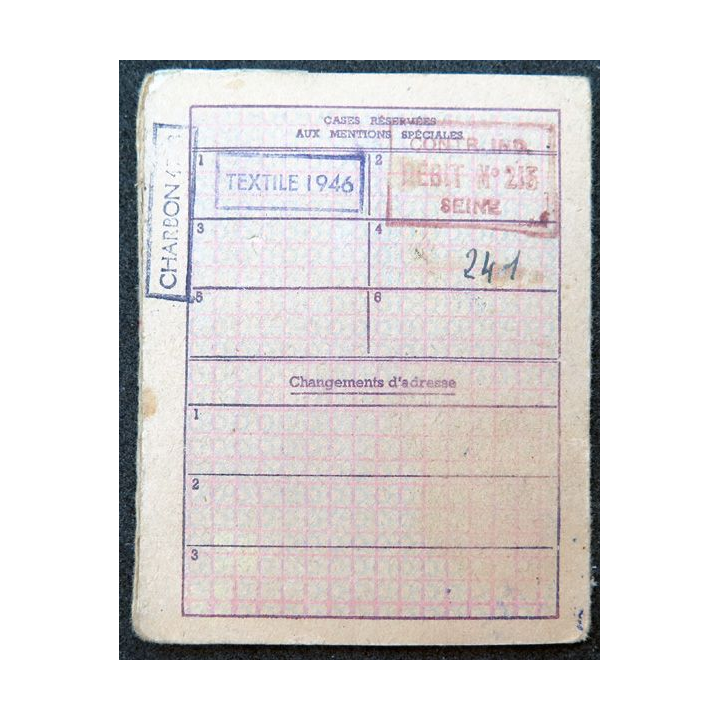 CASES RÉSERVÉES
AUX MENTIONS SPÉCIALES
1
TEXTILE 1946
2
CONTR. IND.
DÉBIT Nº 213
SEINE
CHARBON
3
4
241
5
6
Changements d'adresse
1
2
3